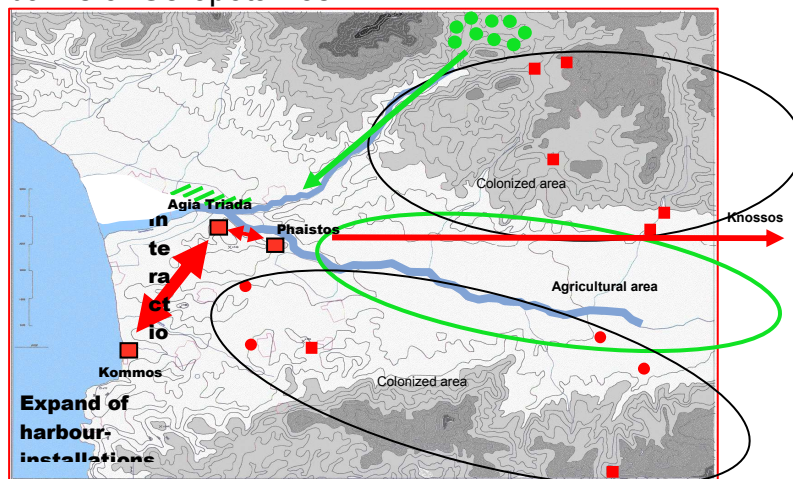 Colonized area
Knossos
Agia Triada
in
te
ra
ct
io
Phaistos
Agricultural area
Kommos
Colonized area
Expand of
harbour-
installations